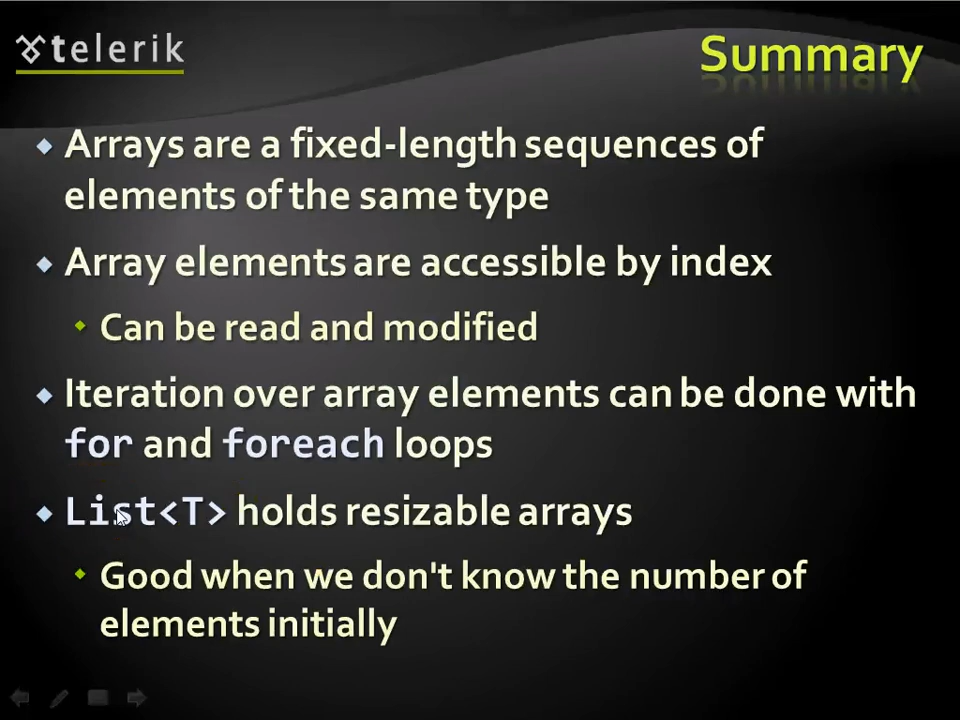 telerik
Summary
Arrays are a fixed-length sequences of
elements of the same type
Array elements are accessible by index
Can be read and modified
Iteration over array elements can be done with
for and foreach loops
List<T> holds resizable arrays
Good when we don't know the number of
elements initially